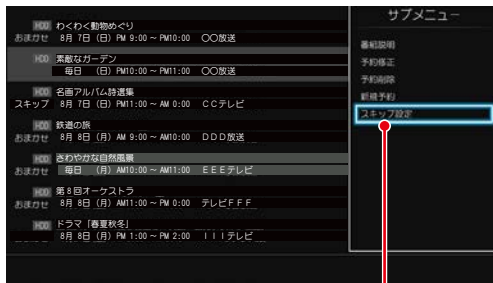 HDD わくわく動物めぐり
おまかせ 8月 7日 (日) PM 9:00 ~ PM10:00 〇〇放送
HDD 素敵なガーデン
毎日 (日) PM10:00 ~ PM11:00 〇〇放送
HDD 名画アルバム詩選集
スキップ 8月 7日 (日) PM11:00 ~ AM 0:00 CCテレビ
HDD 鉄道の旅
おまかせ 8月 8日 (月) AM 9:00 ~ AM10:00 DDD放送
HDD さわやかな自然風景
おまかせ 毎日 (月) AM10:00 ~ AM11:00 EEEテレビ
HDD 第8回オーケストラ
おまかせ 8月 8日 (月) AM11:00 ~ PM 0:00 テレビFFF
HDD ドラマ「春夏秋冬」
8月 8日 (月) PM 1:00 ~ PM 2:00 IIIテレビ
サブメニュー
番組説明
予約修正
予約削除
新規予約
スキップ設定